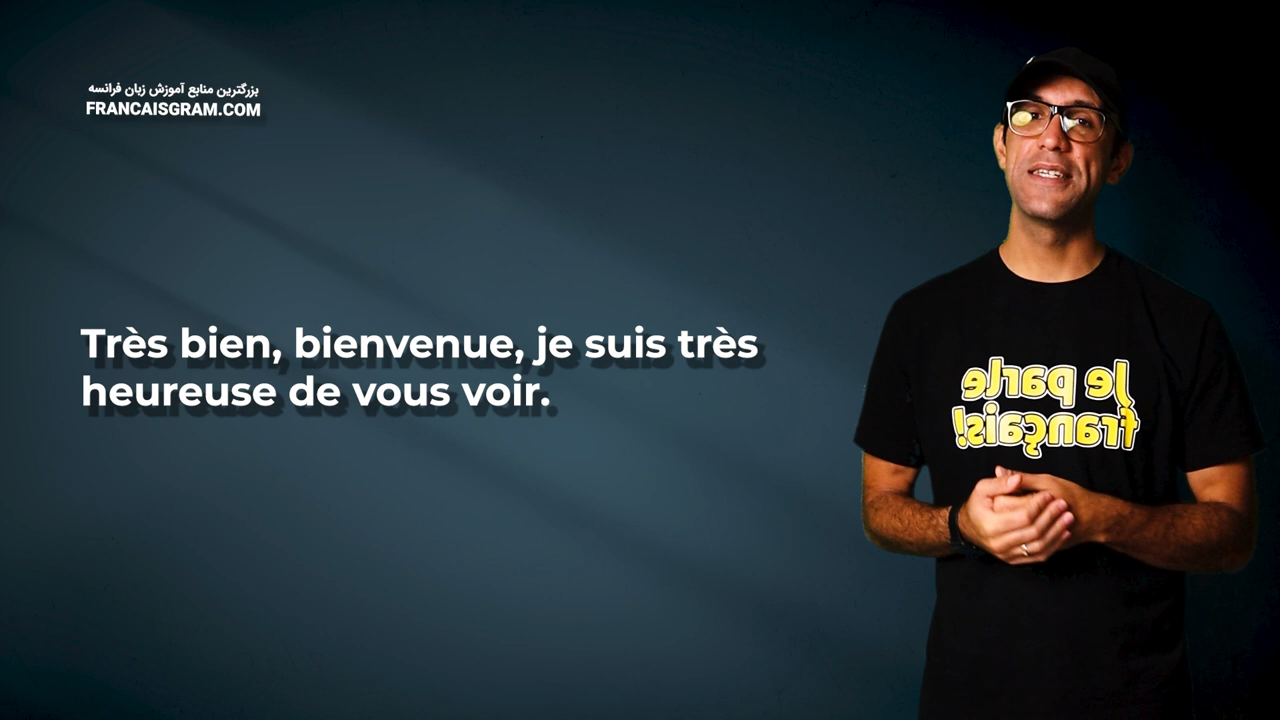 بزرگترین منابع آموزش زبان فرانسه
FRANCAISGRAM.COM
Très bien, bienvenue, je suis très
heureuse de vous voir.
Je parle
français!